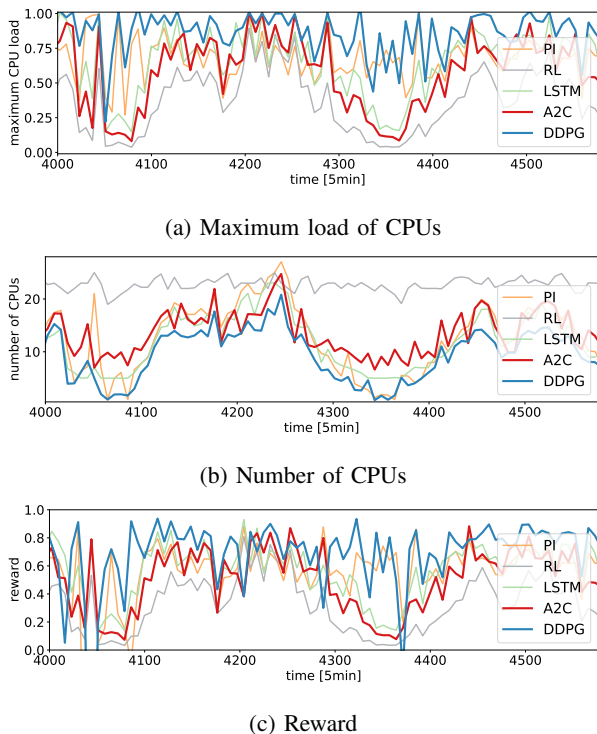 maximum CPU load
1.00
0.75
0.50
0.25
0.00
4000 4100 4200 4300 4400 4500
time [5min]
PI
RL
LSTM
A2C
DDPG
(a) Maximum load of CPUs
number of CPUs
20
10
4000 4100 4200 4300 4400 4500
time [5min]
PI
RL
LSTM
A2C
DDPG
(b) Number of CPUs
reward
1.0
0.8
0.6
0.4
0.2
0.0
4000 4100 4200 4300 4400 4500
time [5min]
PI
RL
LSTM
A2C
DDPG
(c) Reward